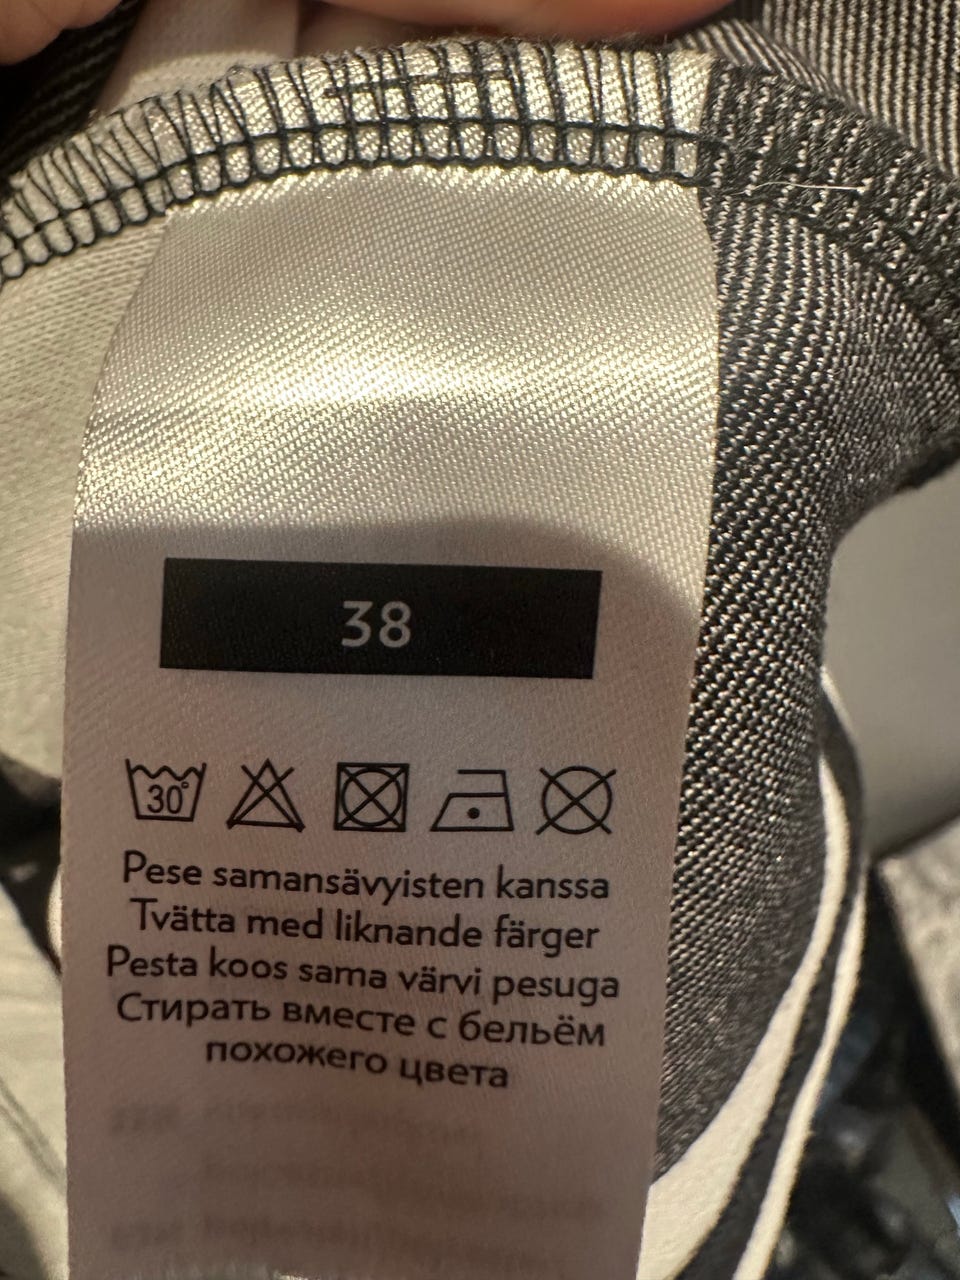 38
30°
Pese samansävyisten kanssa
Tvätta med liknande färger
Pesta koos sama värvi pesuga
Стирать вместе с бельём
похожего цвета